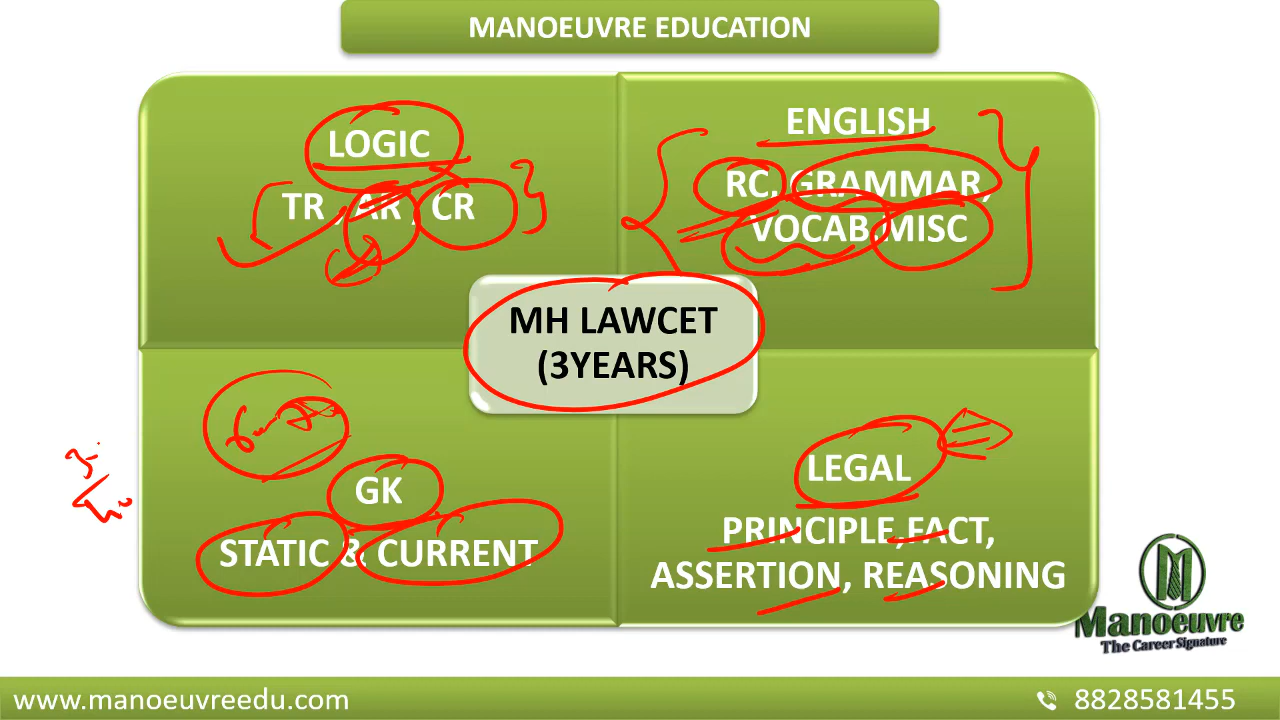 MANOEUVRE EDUCATION
LOGIC
TR , AR , CR
ENGLISH
RC, GRAMMAR,
VOCAB,MISC
MH LAWCET
(3YEARS)
GK
STATIC & CURRENT
LEGAL
PRINCIPLE,FACT,
ASSERTION, REASONING
M
Manoeuvre
The Career Signature
www.manoeuvreedu.com
8828581455